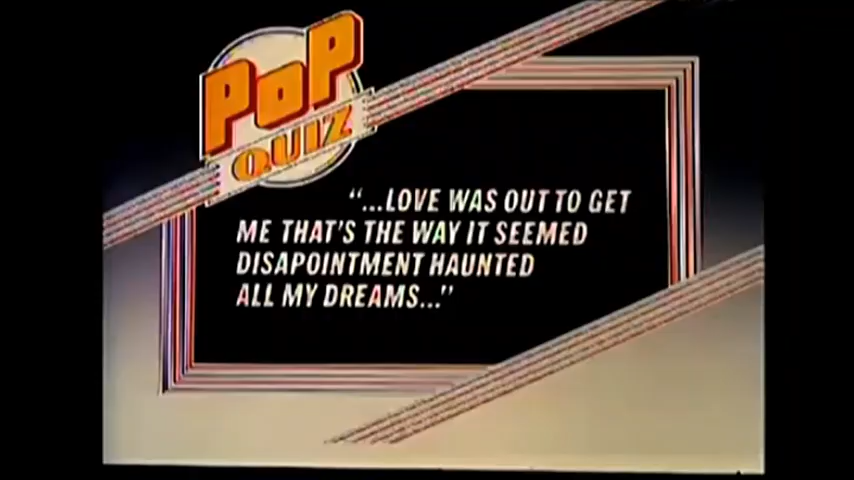 PoP
QUIZ
"...LOVE WAS OUT TO GET
ME THAT'S THE WAY IT SEEMED
DISAPOINTMENT HAUNTED
ALL MY DREAMS..."